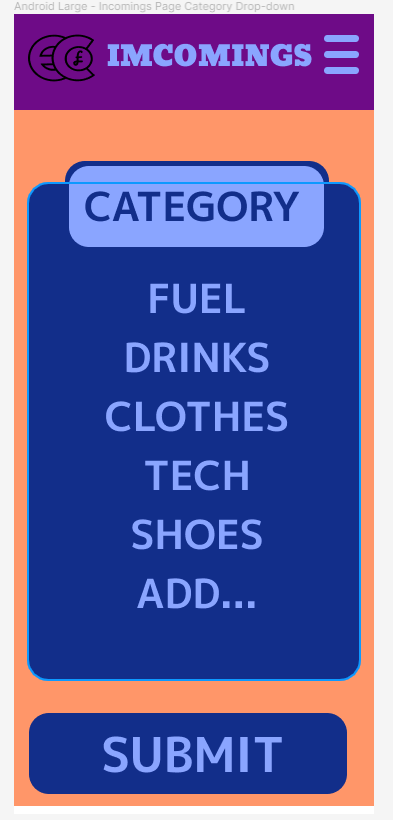 Android Large - Incomings Page Category Drop-down
IMCOMINGS
CATEGORY
FUEL
DRINKS
CLOTHES
TECH
SHOES
ADD...
SUBMIT